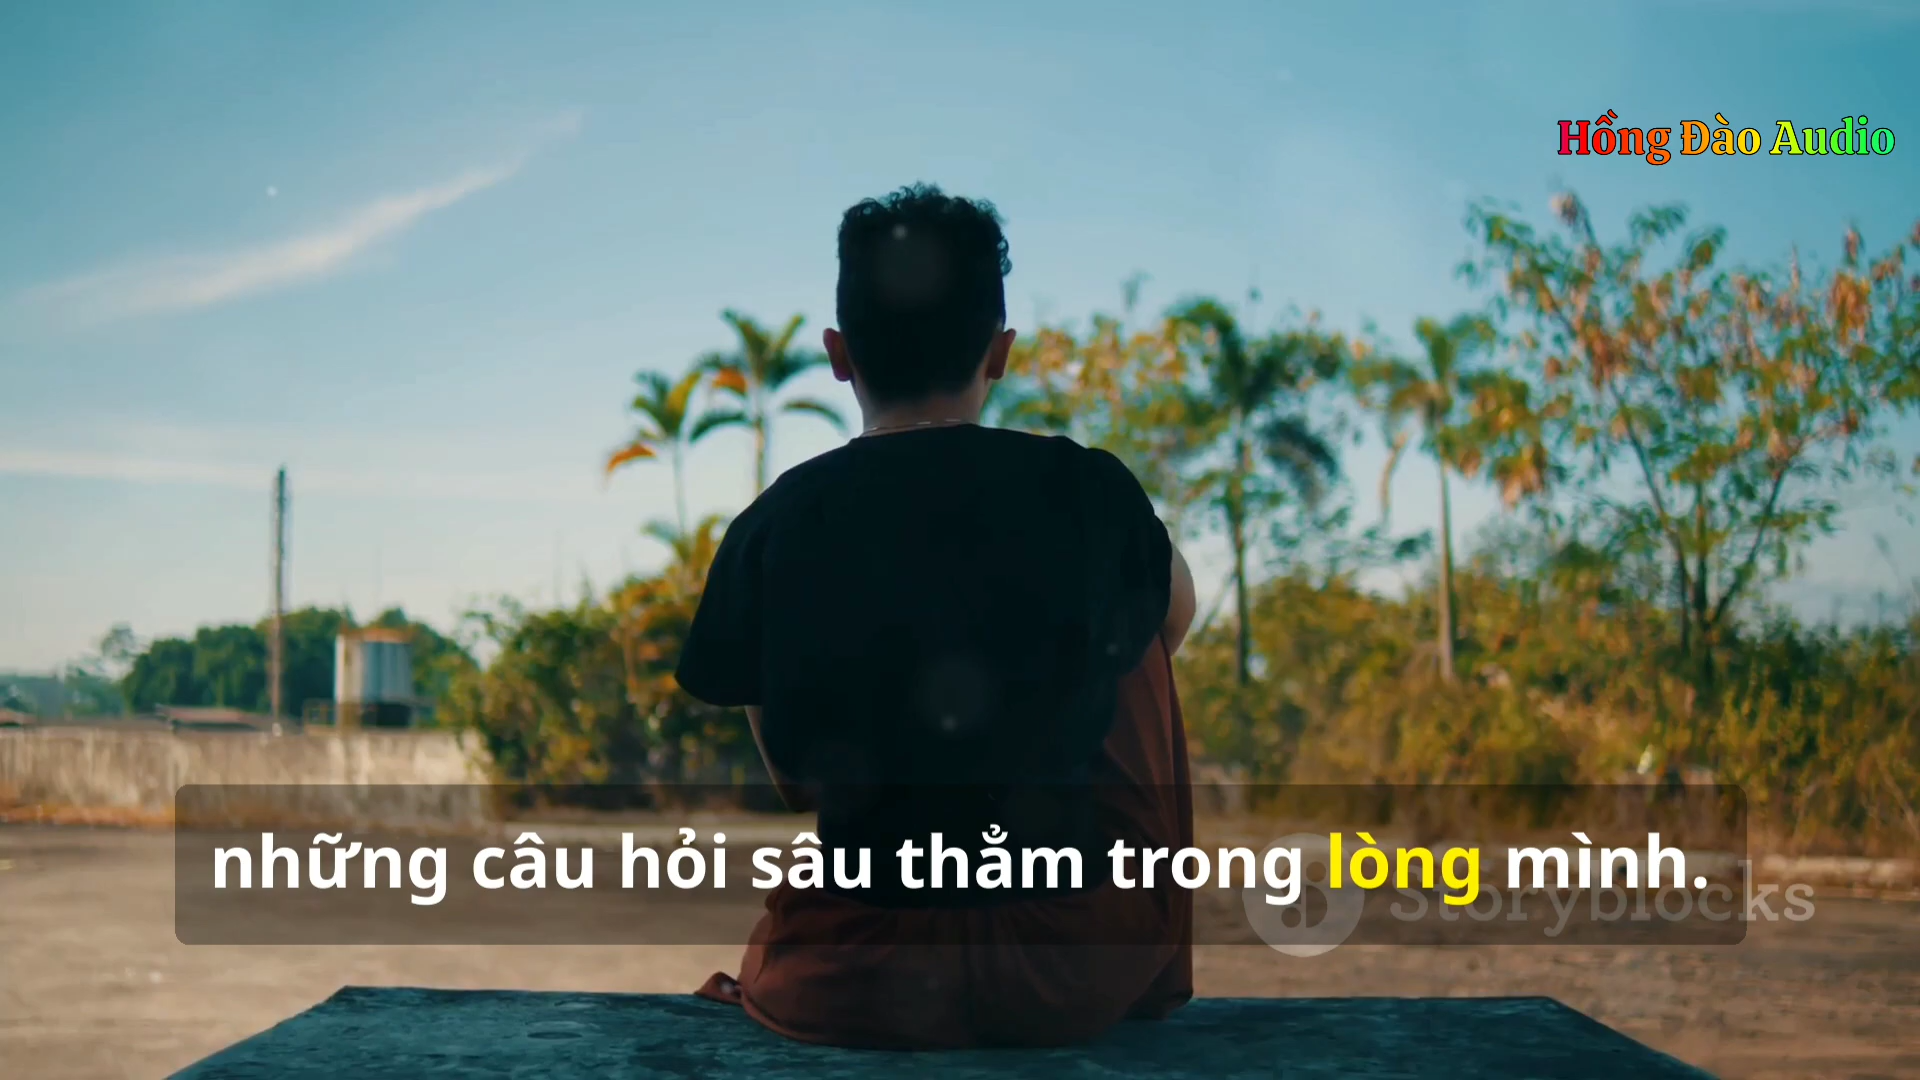 Hồng Đào Audio
những câu hỏi sâu thẳm trong lòng mình.
Storyblocks